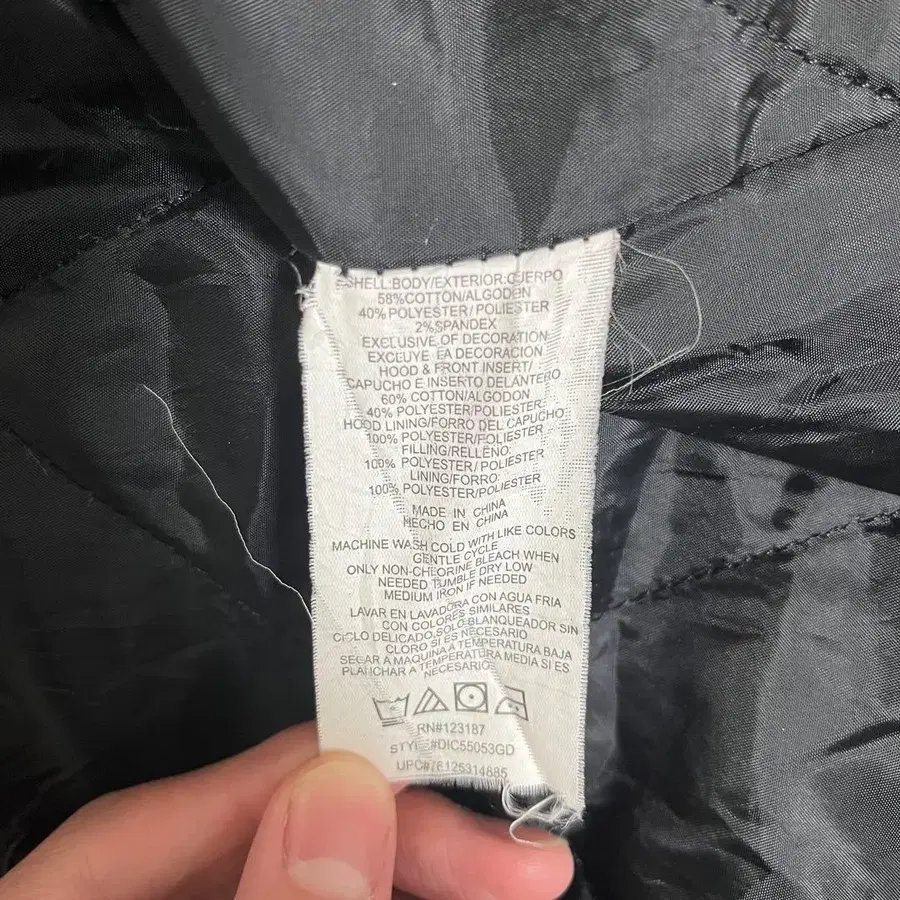 SHELL:BODY/EXTERIOR:CUERPO
58%COTTON/ALGODÓN
40% POLYESTER/POLIESTER
2%SPANDEX
EXCLUSIVE OF DECORATION
EXCLUYE LA DECORACION
HOOD & FRONT INSERT/
CAPUCHO E INSERTO DELANTERO
60% COTTON/ALGODON
40% POLYESTER/POLIESTER
HOOD LINING/FORRO DEL CAPUCHO:
100% POLYESTER/POLIESTER
FILLING/RELLENO:
100% POLYESTER/POLIESTER
LINING/FORRO:
100% POLYESTER/POLIESTER
MADE IN CHINA
HECHO EN CHINA
MACHINE WASH COLD WITH LIKE COLORS
GENTLE CYCLE
ONLY NON-CHLORINE BLEACH WHEN
NEEDED TUMBLE DRY LOW
MEDIUM IRON IF NEEDED
LAVAR EN LAVADORA CON AGUA FRIA
CON COLORES SIMILARES
CICLO DELICADO,SOLO BLANQUEADOR SIN
CLORO SI ES NECESARIO
SECAR A MAQUINA A TEMPERATURA BAJA
PLANCHAR A TEMPERATURA MEDIA SI ES
NECESARIO
RN#123187
STYLE#DIC55053GD
UPC#76125314885